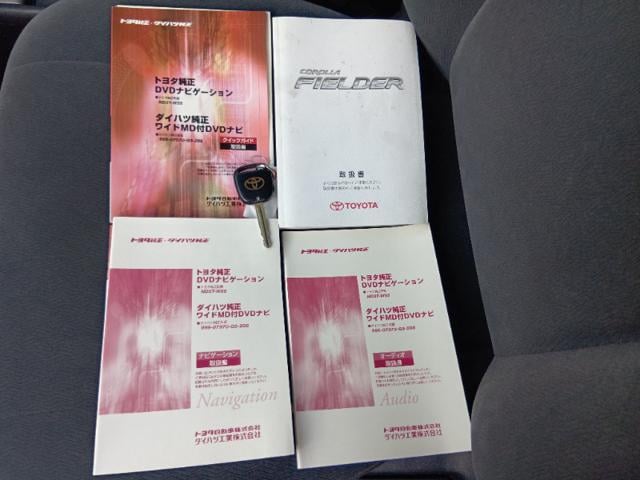 トヨタ純正・ダイハツ純正
トヨタ純正
DVDナビゲーション
ND3T-W52
ダイハツ純正
ワイドMD付DVDナビ
クイックガイド
取扱書
トヨタ自動車株式会社
ダイハツ工業株式会社
COROLLA
FIELDER
取扱書
TOYOTA
トヨタ純正・ダイハツ純正
トヨタ純正
DVDナビゲーション
ND3T-W52
ダイハツ純正
ワイドMD付DVDナビ
ナビゲーション
取扱書
Navigation
トヨタ自動車株式会社
ダイハツ工業株式会社
トヨタ純正・ダイハツ純正
トヨタ純正
DVDナビゲーション
ND3T-W52
ダイハツ純正
ワイドMD付DVDナビ
オーディオ
取扱書
Audio
トヨタ自動車株式会社
ダイハツ工業株式会社